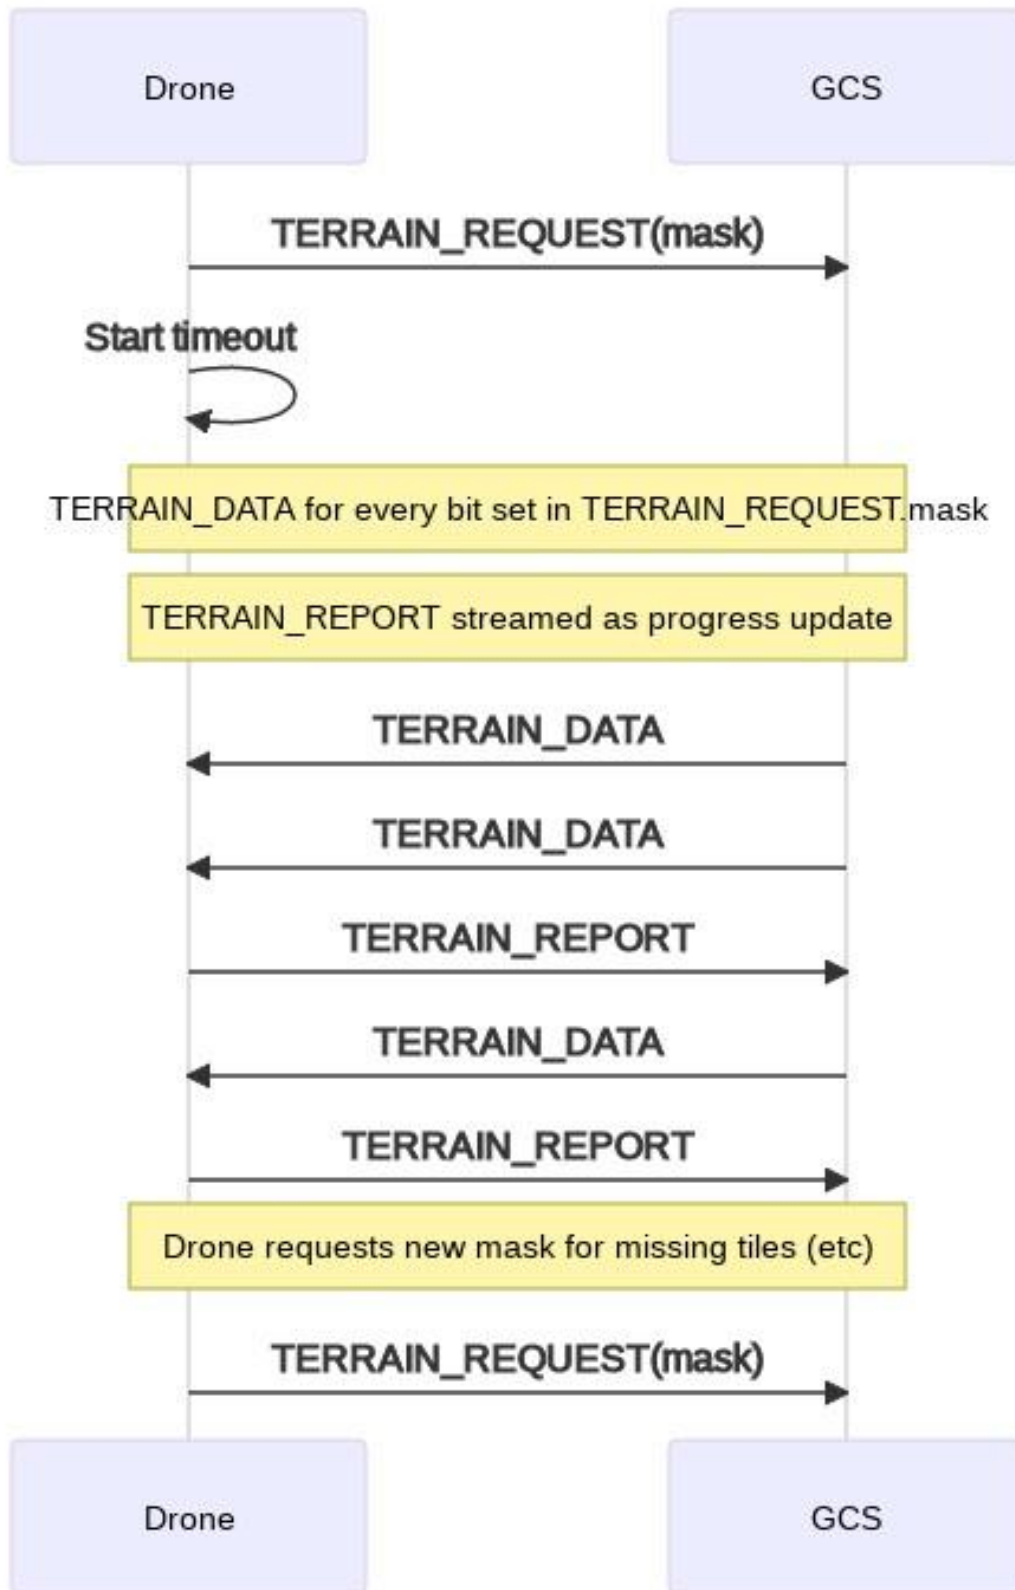 Drone
GCS
TERRAIN_REQUEST(mask)
Start timeout
TERRAIN_DATA for every bit set in TERRAIN_REQUEST.mask
TERRAIN_REPORT streamed as progress update
TERRAIN_DATA
TERRAIN_DATA
TERRAIN_REPORT
TERRAIN_DATA
TERRAIN_REPORT
Drone requests new mask for missing tiles (etc)
TERRAIN_REQUEST(mask)
Drone
GCS